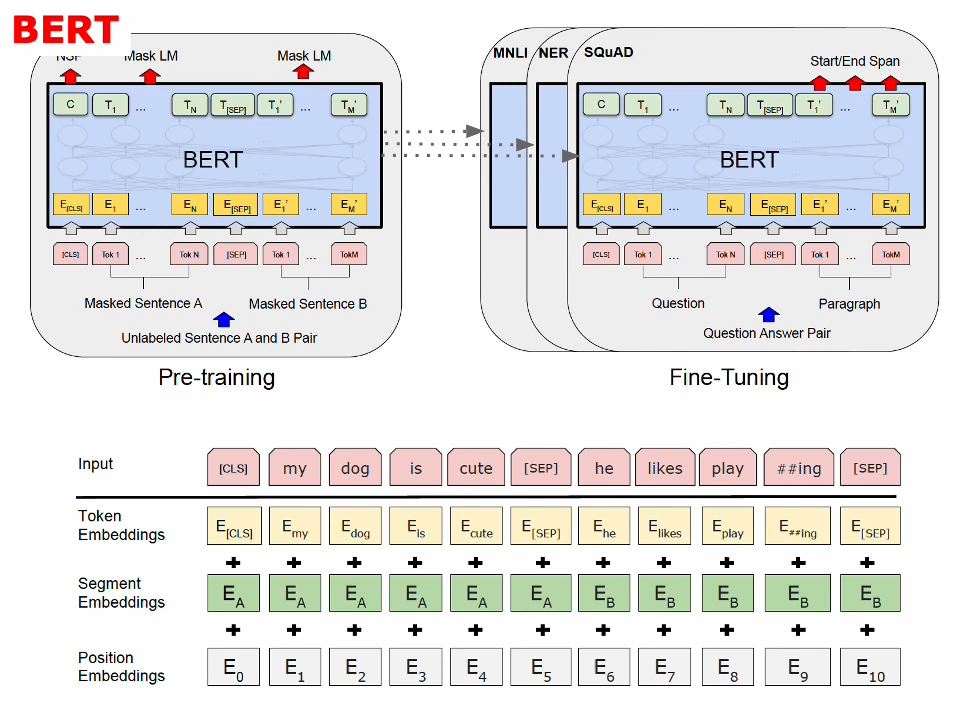 BERT
NSP Mask LM Mask LM
C T1 ... TN T[SEP] T1' ... TM'
BERT
E[CLS] E1 ... EN E[SEP] E1' ... EM'
[CLS] Tok 1 ... Tok N [SEP] Tok 1 ... TokM
Masked Sentence A Masked Sentence B
Unlabeled Sentence A and B Pair
Pre-training
MNLI NER SQuAD
Start/End Span
C T1 ... TN T[SEP] T1' ... TM'
BERT
E[CLS] E1 ... EN E[SEP] E1' ... EM'
[CLS] Tok 1 ... Tok N [SEP] Tok 1 ... TokM
Question Paragraph
Question Answer Pair
Fine-Tuning
Input [CLS] my dog is cute [SEP] he likes play ##ing [SEP]
Token
Embeddings E[CLS] Emy Edog Eis Ecute E[SEP] Ehe Elikes Eplay E##ing E[SEP]
+ + + + + + + + + + +
Segment
Embeddings EA EA EA EA EA EA EB EB EB EB EB
+ + + + + + + + + + +
Position
Embeddings E0 E1 E2 E3 E4 E5 E6 E7 E8 E9 E10